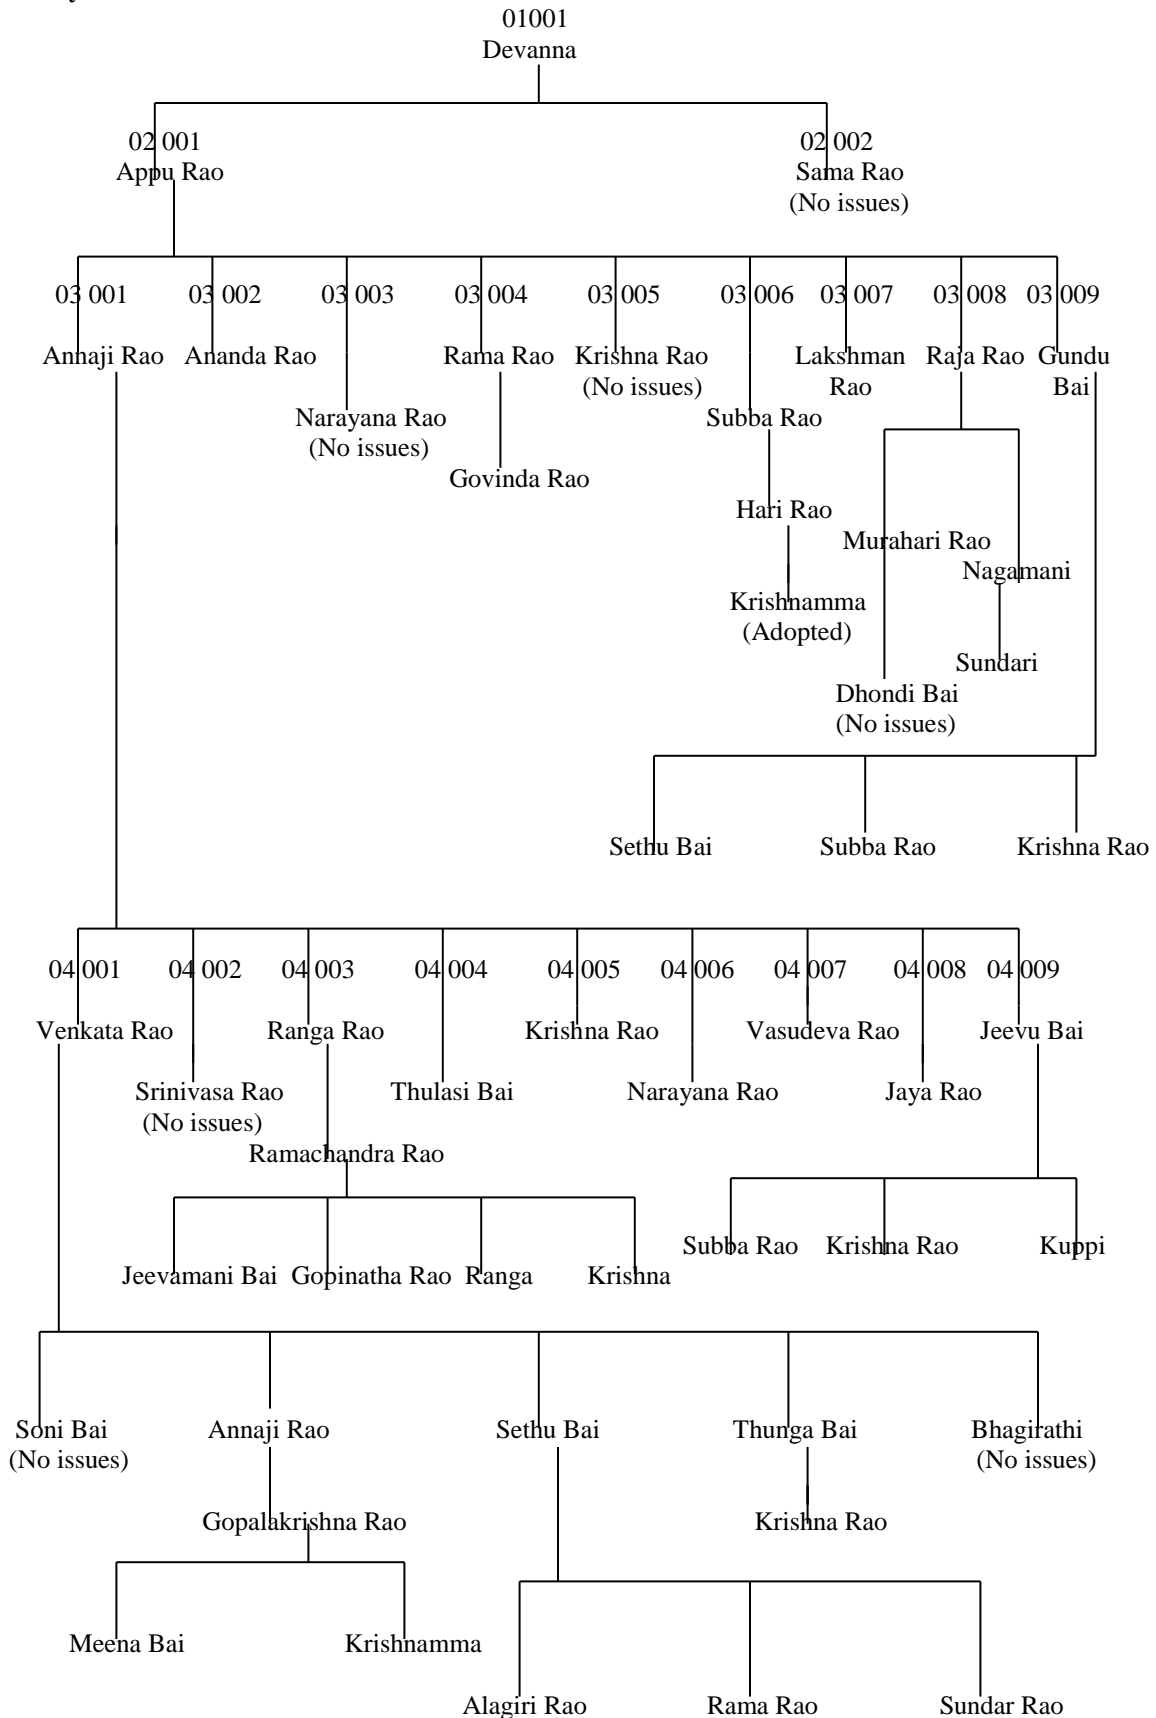 01001
Devanna
02 001 02 002
Appu Rao Sama Rao
(No issues)
03 001 03 002 03 003 03 004 03 005 03 006 03 007 03 008 03 009
Annaji Rao Ananda Rao Rama Rao Krishna Rao Lakshman Raja Rao Gundu
(No issues) Rao Bai
Narayana Rao Subba Rao
(No issues)
Govinda Rao
Hari Rao
Murahari Rao
Nagamani
Krishnamma
(Adopted)
Sundari
Dhondi Bai
(No issues)
Sethu Bai Subba Rao Krishna Rao
04 001 04 002 04 003 04 004 04 005 04 006 04 007 04 008 04 009
Venkata Rao Ranga Rao Krishna Rao Vasudeva Rao Jeevu Bai
Srinivasa Rao Thulasi Bai Narayana Rao Jaya Rao
(No issues)
Ramachandra Rao
Subba Rao Krishna Rao Kuppi
Jeevamani Bai Gopinatha Rao Ranga Krishna
Soni Bai Annaji Rao Sethu Bai Thunga Bai Bhagirathi
(No issues) (No issues)
Gopalakrishna Rao Krishna Rao
Meena Bai Krishnamma
Alagiri Rao Rama Rao Sundar Rao